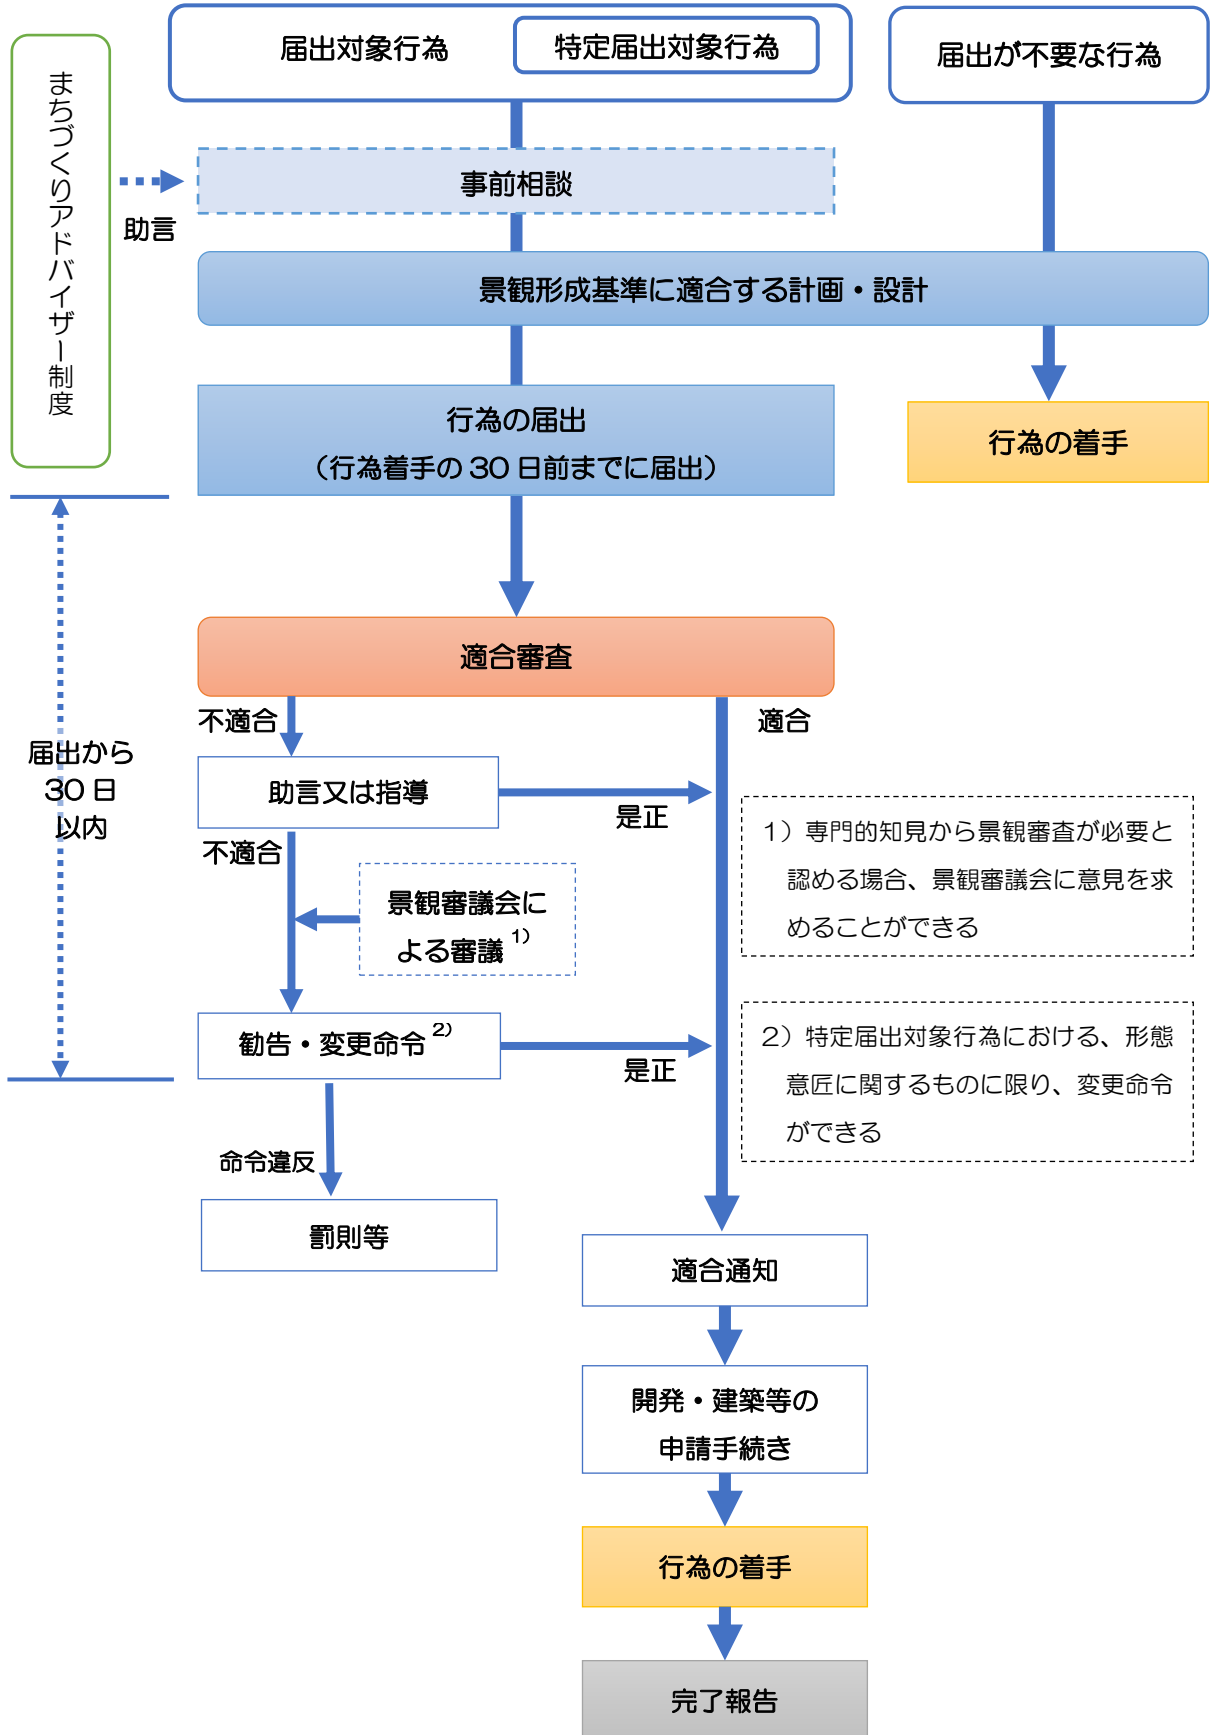 届出対象行為
特定届出対象行為
届出が不要な行為
まちづくりアドバイザー制度
助言
事前相談
景観形成基準に適合する計画・設計
行為の届出
（行為着手の30日前までに届出）
行為の着手
適合審査
不適合
適合
届出から
30日
以内
助言又は指導
是正
不適合
景観審議会に
よる審議 1)
1）専門的知見から景観審査が必要と
認める場合、景観審議会に意見を求
めることができる
勧告・変更命令 2)
是正
2）特定届出対象行為における、形態
意匠に関するものに限り、変更命令
ができる
命令違反
罰則等
適合通知
開発・建築等の
申請手続き
行為の着手
完了報告